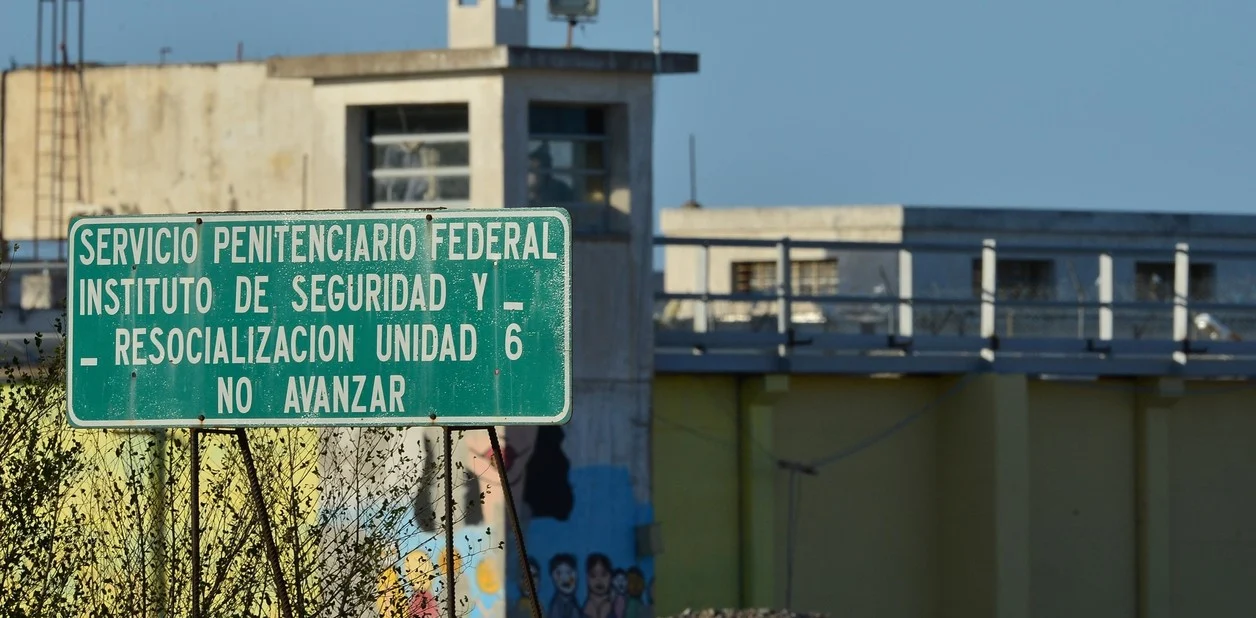 SERVICIO PENITENCIARIO FEDERAL
INSTITUTO DE SEGURIDAD Y _
_ RESOCIALIZACION UNIDAD 6
NO AVANZAR